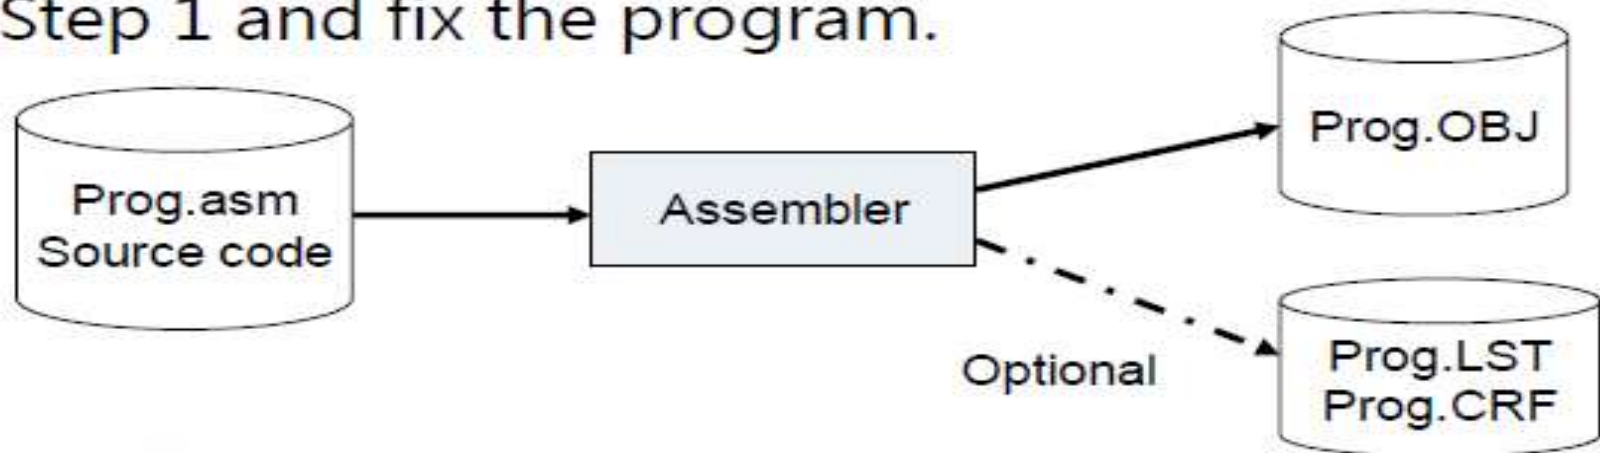 Step 1 and fix the program.
Prog.asm
Source code
Assembler
Prog.OBJ
Optional
Prog.LST
Prog.CRF